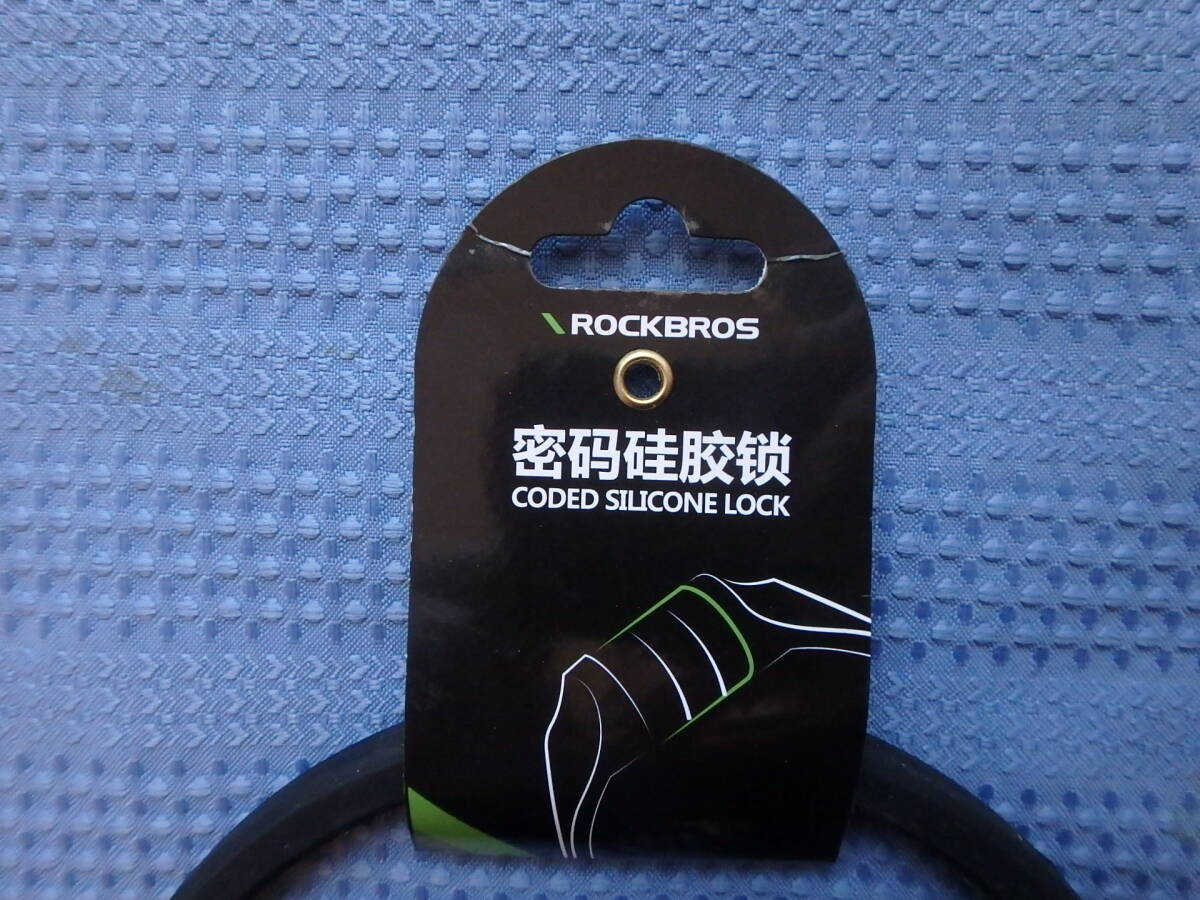 ROCKBROS
密码硅胶锁
CODED SILICONE LOCK